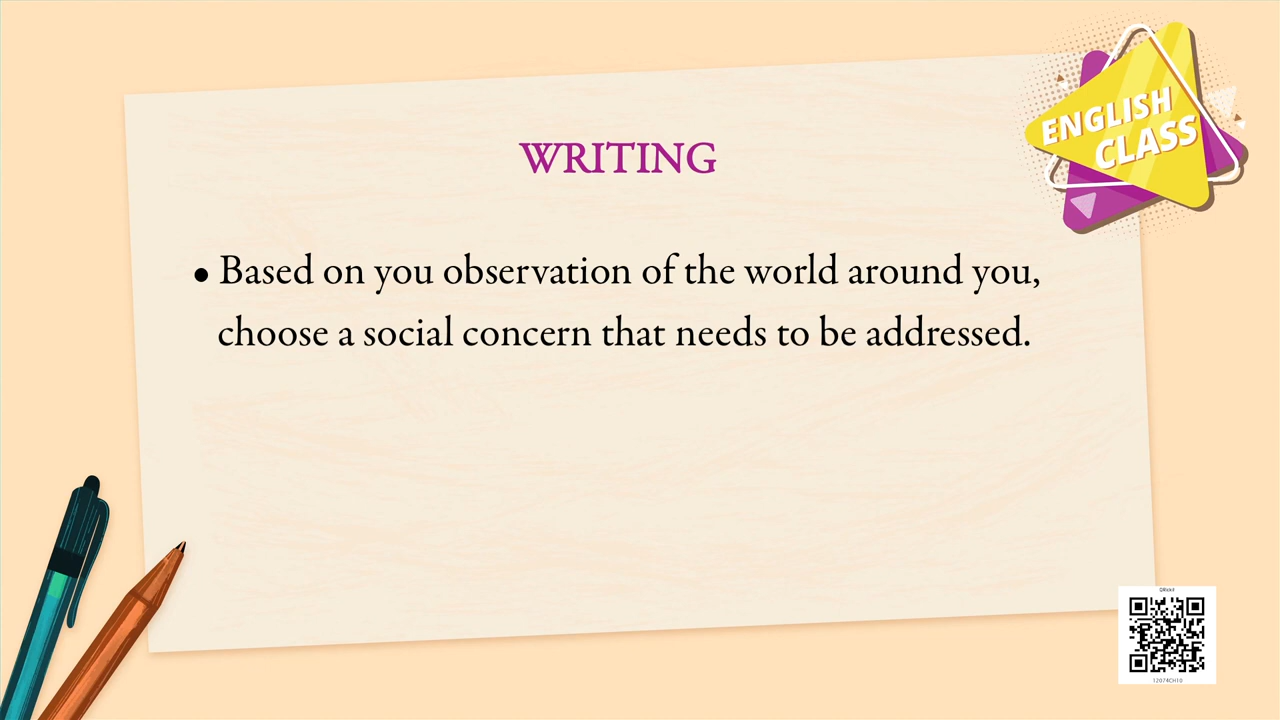 ENGLISH
CLASS
WRITING
• Based on you observation of the world around you,
choose a social concern that needs to be addressed.
12074CH10